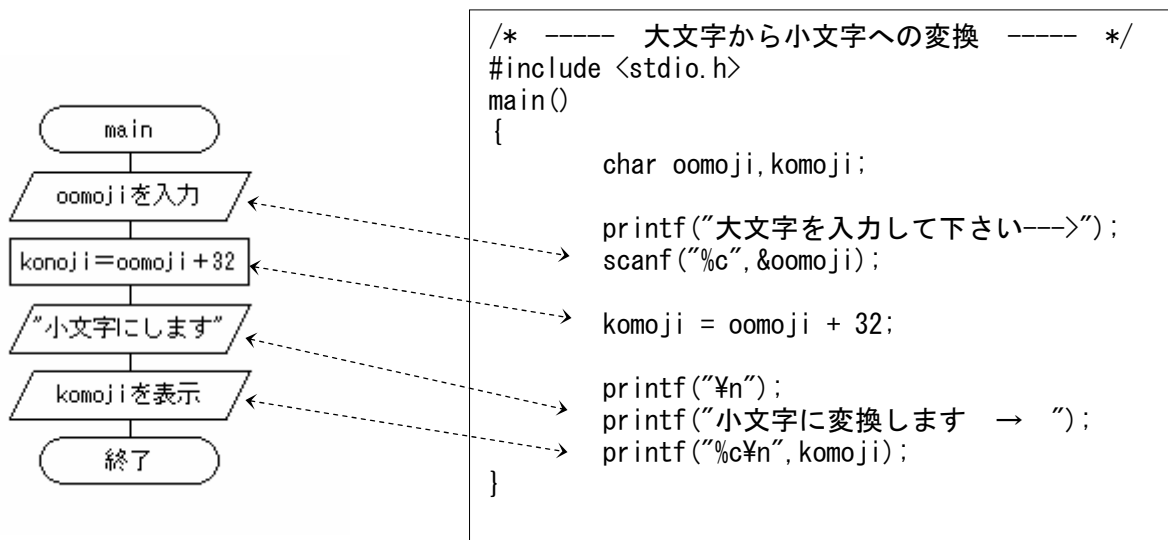 main
oomojiを入力
konoji＝oomoji＋32
"小文字にします"
komojiを表示
終了
/*  -----  大文字から小文字への変換  -----  */
#include <stdio.h>
main()
{
char oomoji,komoji;
printf("大文字を入力して下さい--->");
scanf("%c",&oomoji);
komoji = oomoji + 32;
printf("¥n");
printf("小文字に変換します　→　");
printf("%c¥n",komoji);
}